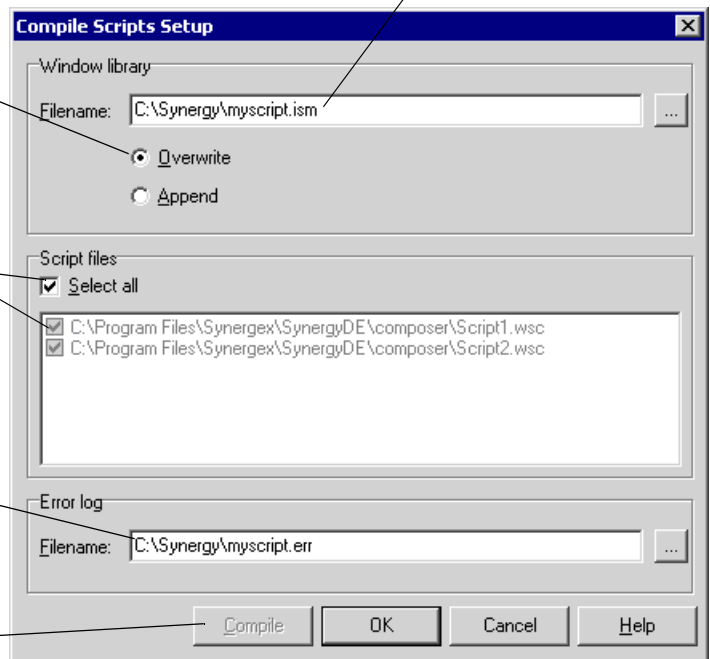 Compile Scripts Setup
Window library
Filename: C:\Synergy\myscript.ism ...
Overwrite
Append
Script files
Select all
C:\Program Files\Synergex\SynergyDE\composer\Script1.wsc
C:\Program Files\Synergex\SynergyDE\composer\Script2.wsc
Error log
Filename: C:\Synergy\myscript.err ...
Compile OK Cancel Help